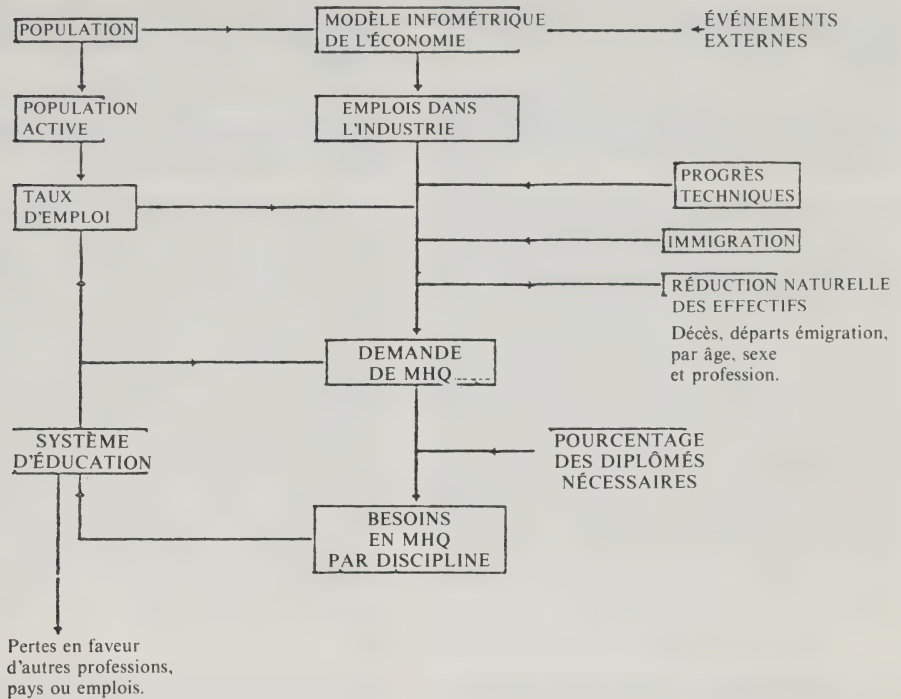 POPULATION
MODÈLE INFOMÉTRIQUE
DE L'ÉCONOMIE
ÉVÉNEMENTS
EXTERNES
POPULATION
ACTIVE
EMPLOIS DANS
L'INDUSTRIE
TAUX
D'EMPLOI
PROGRÈS
TECHNIQUES
IMMIGRATION
RÉDUCTION NATURELLE
DES EFFECTIFS
Décès, départs émigration,
par âge, sexe
et profession.
DEMANDE
DE MHQ
SYSTÈME
D'ÉDUCATION
POURCENTAGE
DES DIPLÔMÉS
NÉCESSAIRES
BESOINS
EN MHQ
PAR DISCIPLINE
Pertes en faveur
d'autres professions,
pays ou emplois.